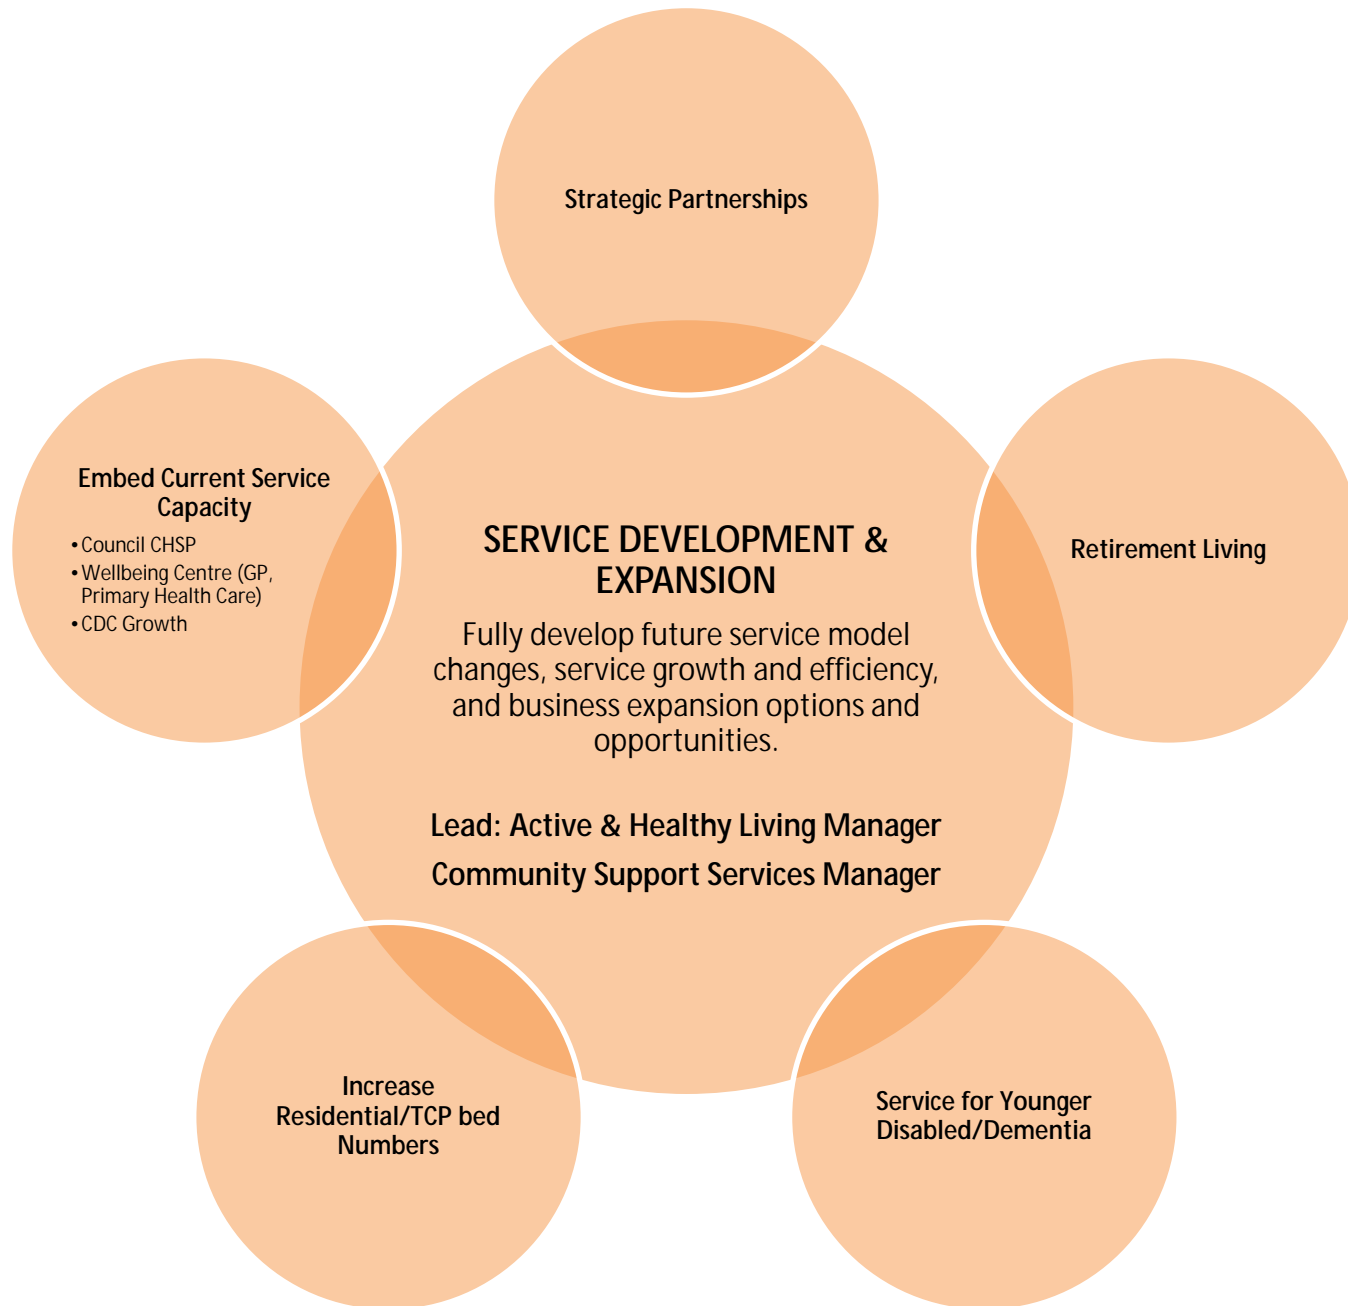 Strategic Partnerships
Embed Current Service
Capacity
• Council CHSP
• Wellbeing Centre (GP,
Primary Health Care)
• CDC Growth
SERVICE DEVELOPMENT &
EXPANSION
Fully develop future service model
changes, service growth and efficiency,
and business expansion options and
opportunities.
Lead: Active & Healthy Living Manager
Community Support Services Manager
Retirement Living
Increase
Residential/TCP bed
Numbers
Service for Younger
Disabled/Dementia